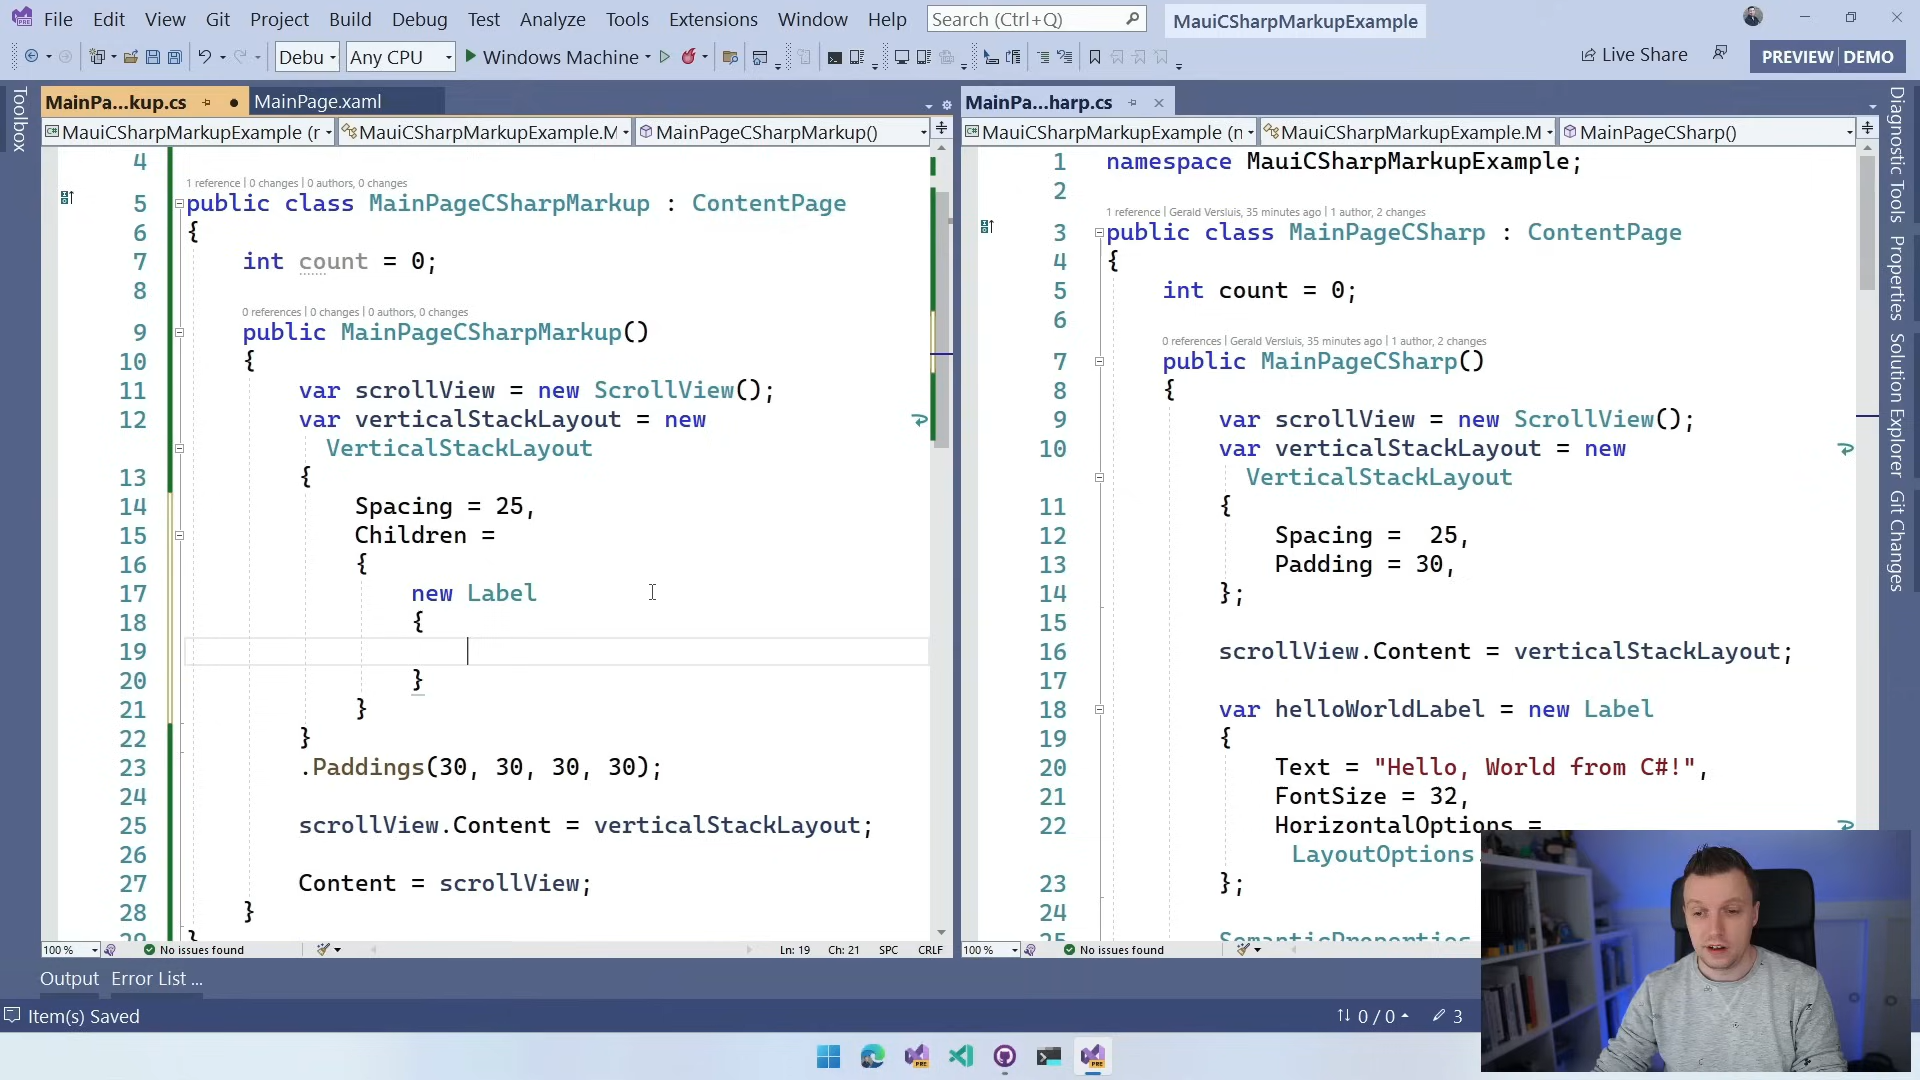 File Edit View Git Project Build Debug Test Analyze Tools Extensions Window Help Search (Ctrl+Q) MauiCSharpMarkupExample
Debu Any CPU Windows Machine Live Share PREVIEW DEMO
Toolbox
MainPa...kup.cs MainPage.xaml
MauiCSharpMarkupExample (r MauiCSharpMarkupExample.M MainPageCSharpMarkup()
4
1 reference | 0 changes | 0 authors, 0 changes
5 public class MainPageCSharpMarkup : ContentPage
6 {
7 int count = 0;
8
0 references | 0 changes | 0 authors, 0 changes
9 public MainPageCSharpMarkup()
10 {
11 var scrollView = new ScrollView();
12 var verticalStackLayout = new
VerticalStackLayout
13 {
14 Spacing = 25,
15 Children =
16 {
17 new Label
18 {
19
20 }
21 }
22 }
23 .Paddings(30, 30, 30, 30);
24
25 scrollView.Content = verticalStackLayout;
26
27 Content = scrollView;
28 }
29 }
100 % No issues found Ln: 19 Ch: 21 SPC CRLF
MainPa...harp.cs
MauiCSharpMarkupExample (n MauiCSharpMarkupExample.M MainPageCSharp()
1 namespace MauiCSharpMarkupExample;
2
1 reference | Gerald Versluis, 35 minutes ago | 1 author, 2 changes
3 public class MainPageCSharp : ContentPage
4 {
5 int count = 0;
6
0 references | Gerald Versluis, 35 minutes ago | 1 author, 2 changes
7 public MainPageCSharp()
8 {
9 var scrollView = new ScrollView();
10 var verticalStackLayout = new
VerticalStackLayout
11 {
12 Spacing = 25,
13 Padding = 30,
14 };
15
16 scrollView.Content = verticalStackLayout;
17
18 var helloWorldLabel = new Label
19 {
20 Text = "Hello, World from C#!",
21 FontSize = 32,
22 HorizontalOptions =
LayoutOptions.
23 };
24
25 SemanticProperties
100 % No issues found
Diagnostic Tools
Properties
Solution Explorer
Git Changes
Output Error List ...
Item(s) Saved 0 / 0 3
PRE PRE